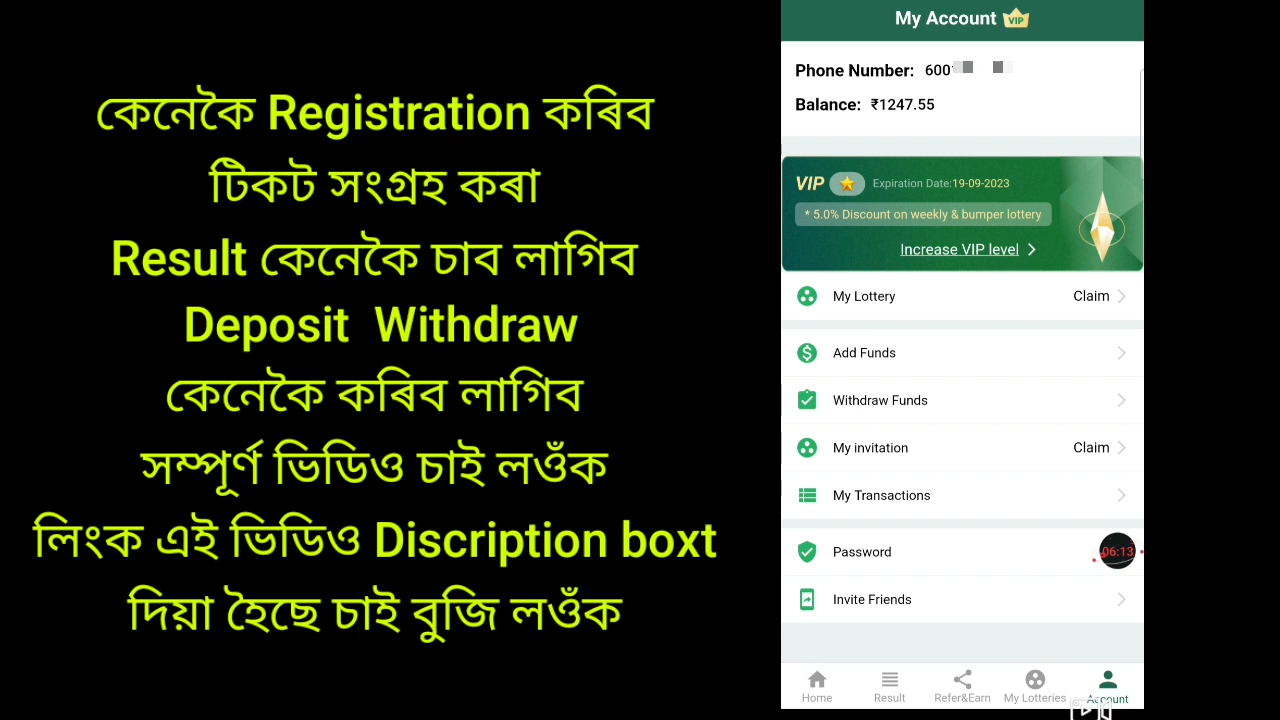 কেনেকৈ Registration কৰিব
টিকট সংগ্ৰহ কৰা
Result কেনেকৈ চাব লাগিব
Deposit Withdraw
কেনেকৈ কৰিব লাগিব
সম্পূৰ্ণ ভিডিও চাই লওঁক
লিংক এই ভিডিও Discription boxt
দিয়া হৈছে চাই বুজি লওঁক
My Account VIP
Phone Number: 600
Balance: ₹1247.55
VIP Expiration Date:19-09-2023
* 5.0% Discount on weekly & bumper lottery
Increase VIP level
My Lottery Claim
Add Funds
Withdraw Funds
My invitation Claim
My Transactions
Password 06:13
Invite Friends
Home Result Refer&Earn My Lotteries Account